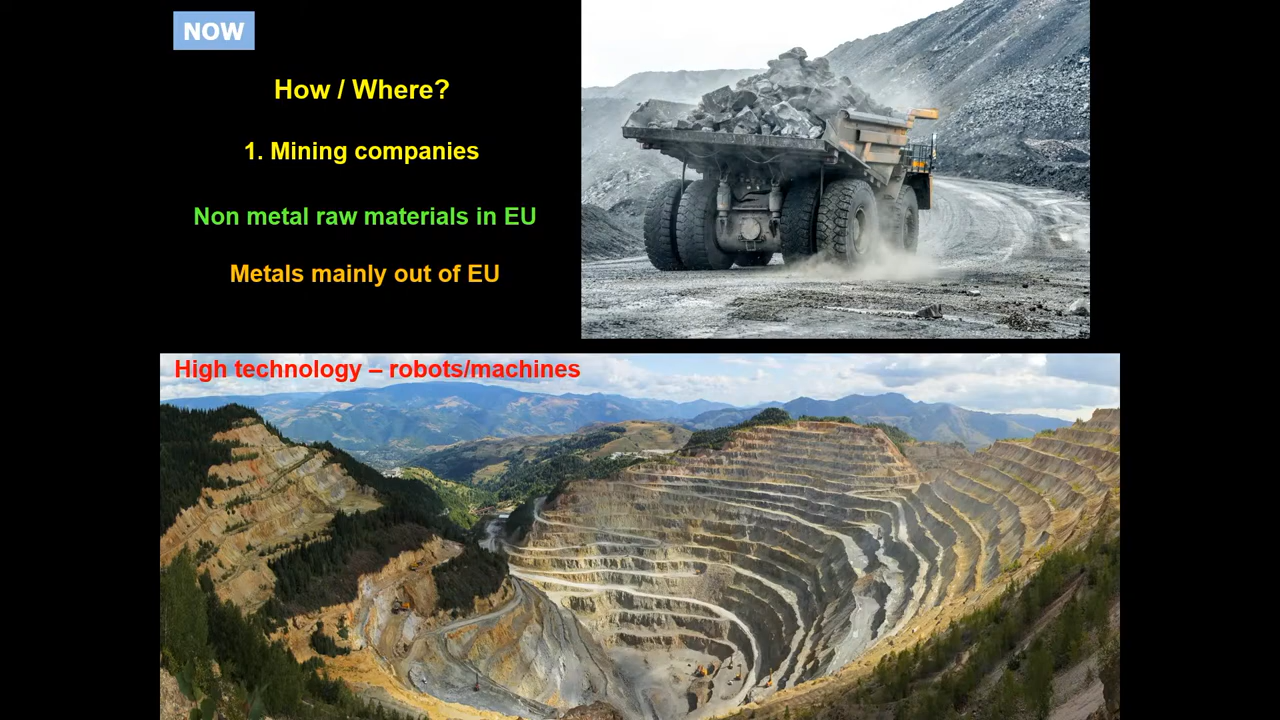 NOW
How / Where?
1. Mining companies
Non metal raw materials in EU
Metals mainly out of EU
High technology – robots/machines